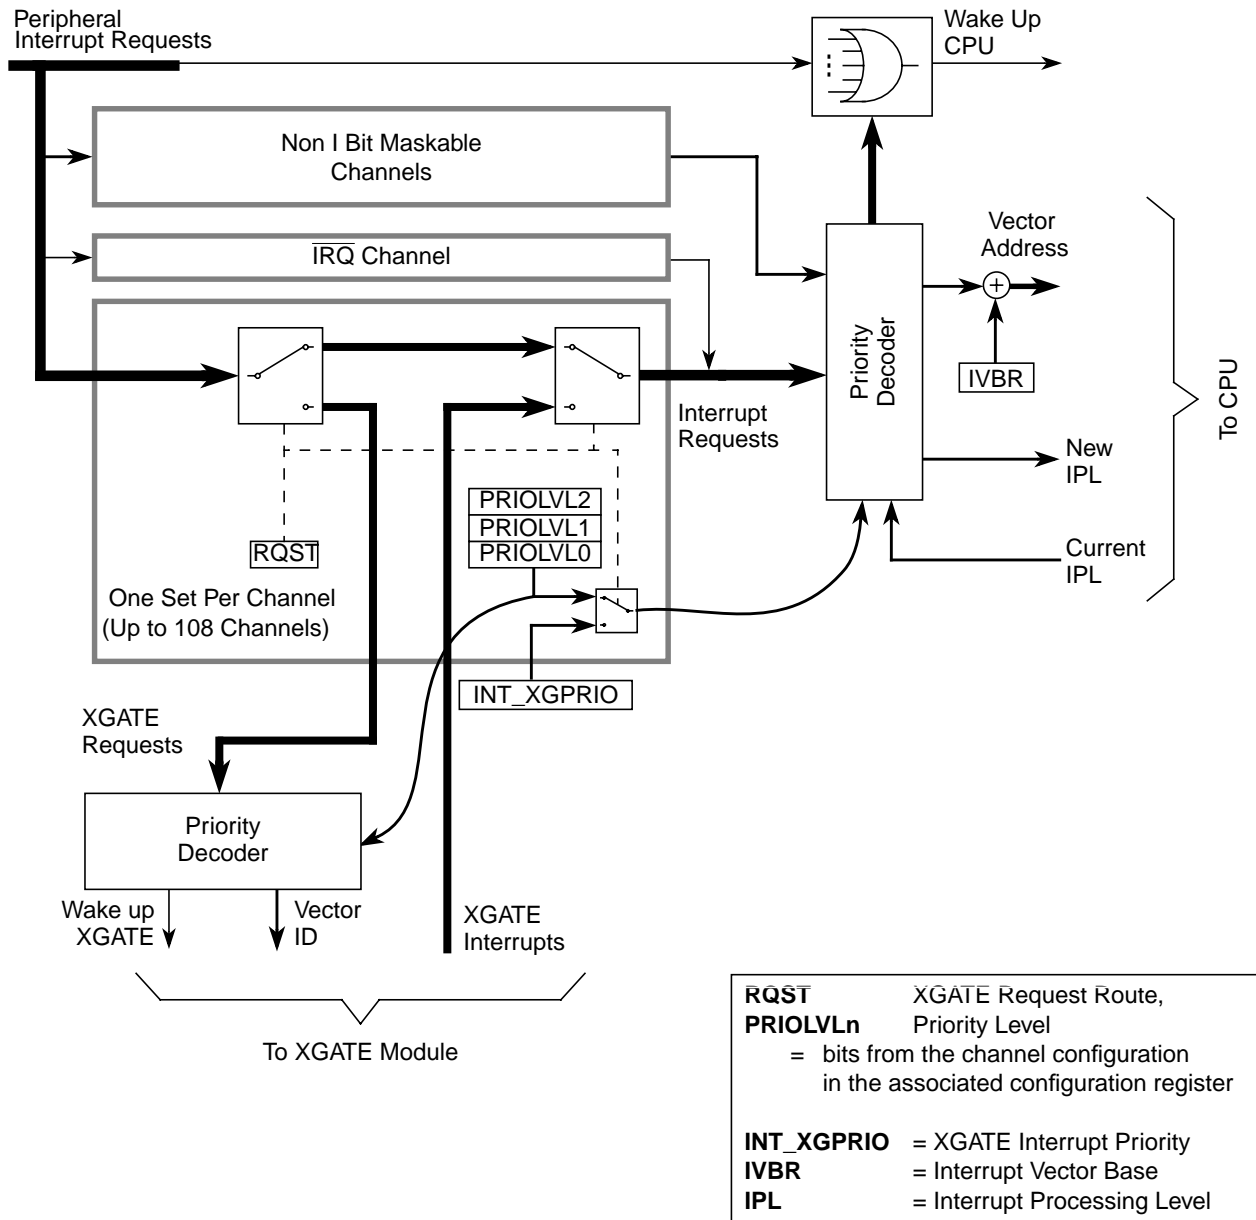 Peripheral
Interrupt Requests
Wake Up
CPU
Non I Bit Maskable
Channels
IRQ Channel
Vector
Address
Priority
Decoder
+
IVBR
To CPU
Interrupt
Requests
New
IPL
PRIOLVL2
PRIOLVL1
PRIOLVL0
RQST
Current
IPL
One Set Per Channel
(Up to 108 Channels)
INT_XGPRIO
XGATE
Requests
Priority
Decoder
Wake up
XGATE
Vector
ID
XGATE
Interrupts
To XGATE Module
RQST XGATE Request Route,
PRIOLVLn Priority Level
= bits from the channel configuration
in the associated configuration register
INT_XGPRIO = XGATE Interrupt Priority
IVBR = Interrupt Vector Base
IPL = Interrupt Processing Level